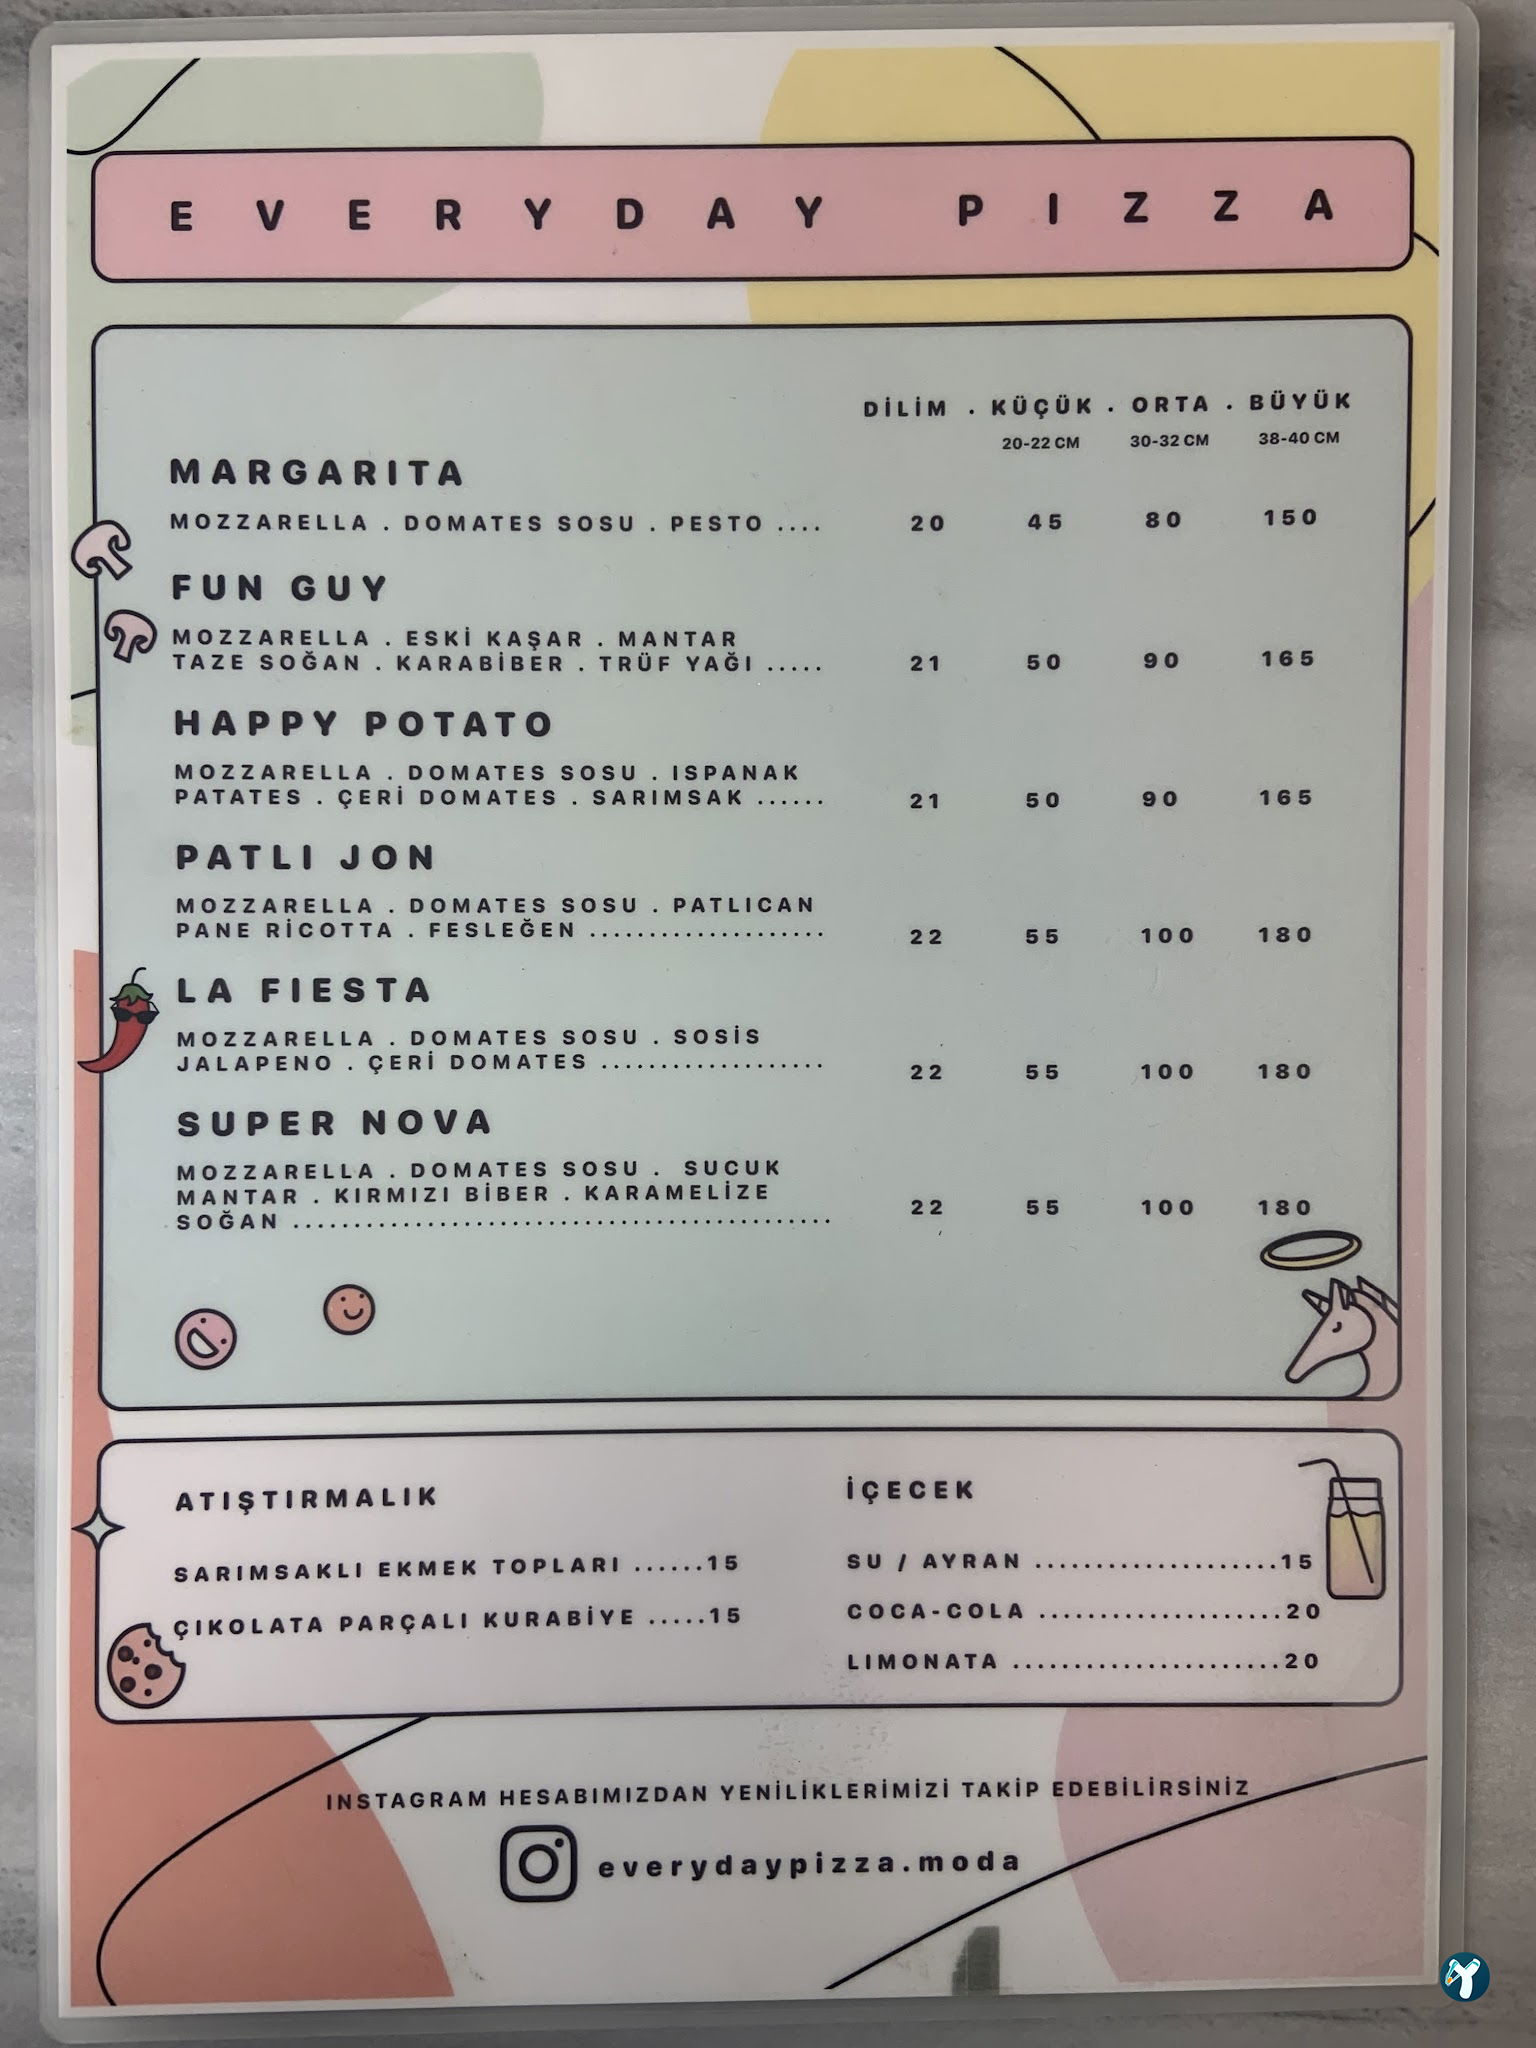 EVERYDAY PIZZA
DİLİM . KÜÇÜK . ORTA . BÜYÜK
20-22 CM 30-32 CM 38-40 CM
MARGARITA
MOZZARELLA . DOMATES SOSU . PESTO .... 20 45 80 150
FUN GUY
MOZZARELLA . ESKİ KAŞAR . MANTAR
TAZE SOĞAN . KARABİBER . TRÜF YAĞI ..... 21 50 90 165
HAPPY POTATO
MOZZARELLA . DOMATES SOSU . ISPANAK
PATATES . ÇERİ DOMATES . SARIMSAK ...... 21 50 90 165
PATLI JON
MOZZARELLA . DOMATES SOSU . PATLICAN
PANE RİCOTTA . FESLEĞEN .................... 22 55 100 180
LA FIESTA
MOZZARELLA . DOMATES SOSU . SOSİS
JALAPENO . ÇERİ DOMATES ................... 22 55 100 180
SUPER NOVA
MOZZARELLA . DOMATES SOSU . SUCUK
MANTAR . KIRMIZI BİBER . KARAMELİZE
SOĞAN ............................................. 22 55 100 180
ATIŞTIRMALIK
SARIMSAKLI EKMEK TOPLARI ......15
ÇIKOLATA PARÇALI KURABİYE .....15
İÇECEK
SU / AYRAN ....................15
COCA-COLA ....................20
LIMONATA ......................20
INSTAGRAM HESABIMIZDAN YENİLİKLERİMİZİ TAKİP EDEBİLİRSİNİZ
everydaypizza.moda